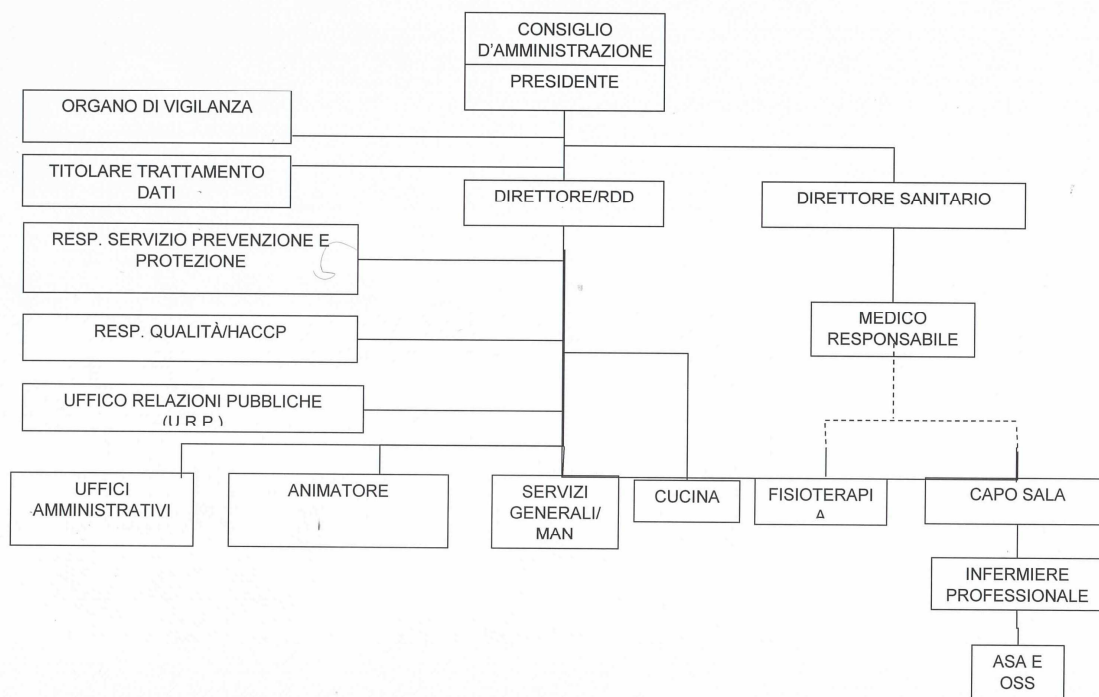 CONSIGLIO
D'AMMINISTRAZIONE
PRESIDENTE
ORGANO DI VIGILANZA
TITOLARE TRATTAMENTO
DATI
DIRETTORE/RDD
DIRETTORE SANITARIO
RESP. SERVIZIO PREVENZIONE E
PROTEZIONE
RESP. QUALITÀ/HACCP
MEDICO
RESPONSABILE
UFFICO RELAZIONI PUBBLICHE
(U.R.P.)
UFFICI
AMMINISTRATIVI
ANIMATORE
SERVIZI
GENERALI/
MAN
CUCINA
FISIOTERAPI
A
CAPO SALA
INFERMIERE
PROFESSIONALE
ASA E
OSS